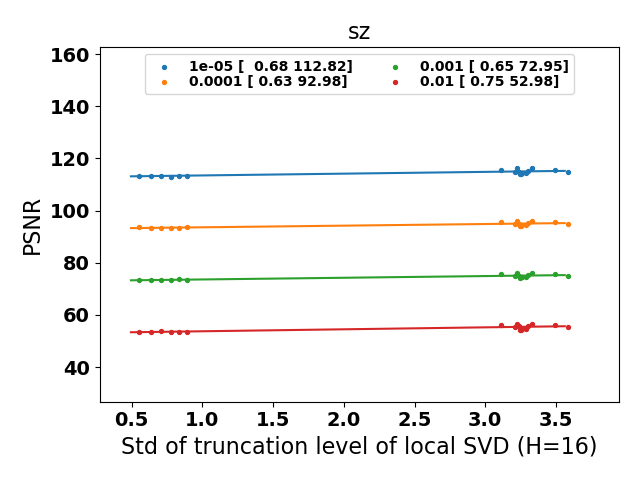 sz
1e-05 [  0.68 112.82]
0.0001 [ 0.63 92.98]
0.001 [ 0.65 72.95]
0.01 [ 0.75 52.98]
PSNR
160
140
120
100
80
60
40
0.5 1.0 1.5 2.0 2.5 3.0 3.5
Std of truncation level of local SVD (H=16)